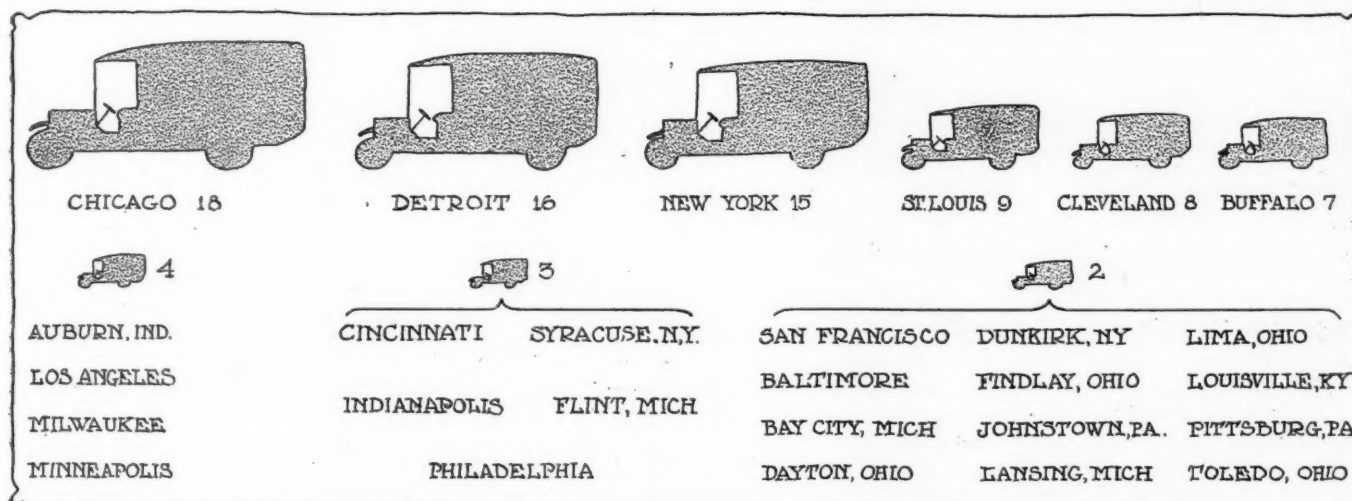 CHICAGO 18
DETROIT 16
NEW YORK 15
ST. LOUIS 9
CLEVELAND 8
BUFFALO 7
4
AUBURN, IND.
LOS ANGELES
MILWAUKEE
MINNEAPOLIS
3
CINCINNATI
SYRACUSE, N.Y.
INDIANAPOLIS
FLINT, MICH
PHILADELPHIA
2
SAN FRANCISCO
BALTIMORE
BAY CITY, MICH
DAYTON, OHIO
DUNKIRK, NY
FINDLAY, OHIO
JOHNSTOWN, PA.
LANSING, MICH
LIMA, OHIO
LOUISVILLE, KY
PITTSBURG, PA
TOLEDO, OHIO